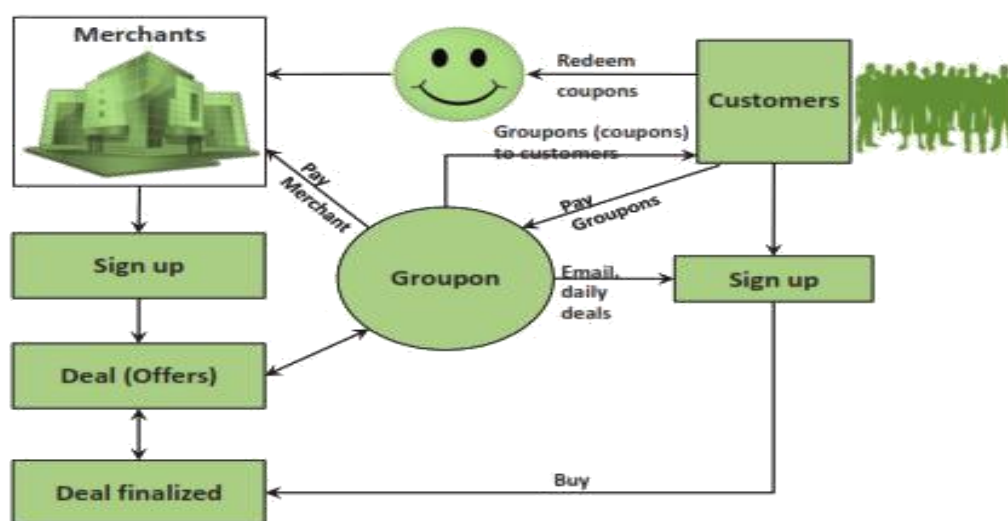 Merchants
Redeem
coupons
Customers
Groupons (coupons)
to customers
Pay
Merchant
Pay
Groupons
Sign up
Groupon
Email,
daily
deals
Sign up
Deal (Offers)
Deal finalized
Buy